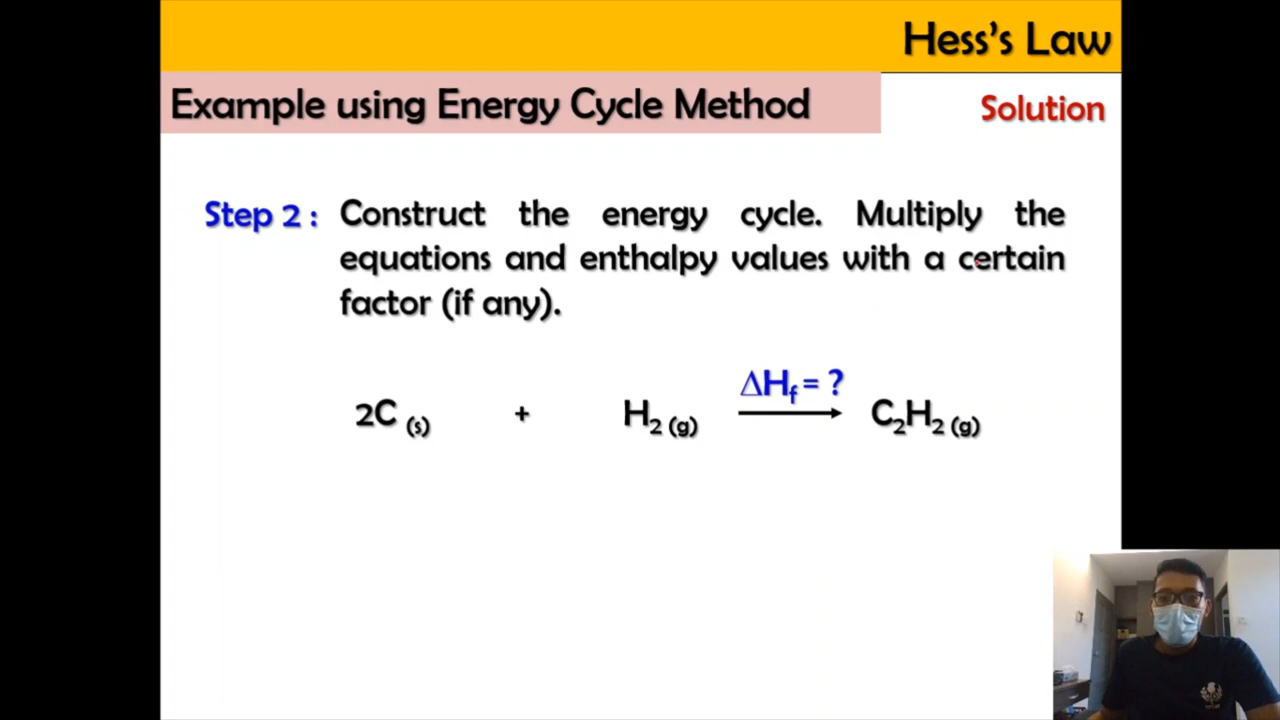 Hess's Law
Example using Energy Cycle Method
Solution
Step 2 : Construct the energy cycle. Multiply the
equations and enthalpy values with a certain
factor (if any).
ΔHf = ?
2C (s) + H2 (g) C2H2 (g)